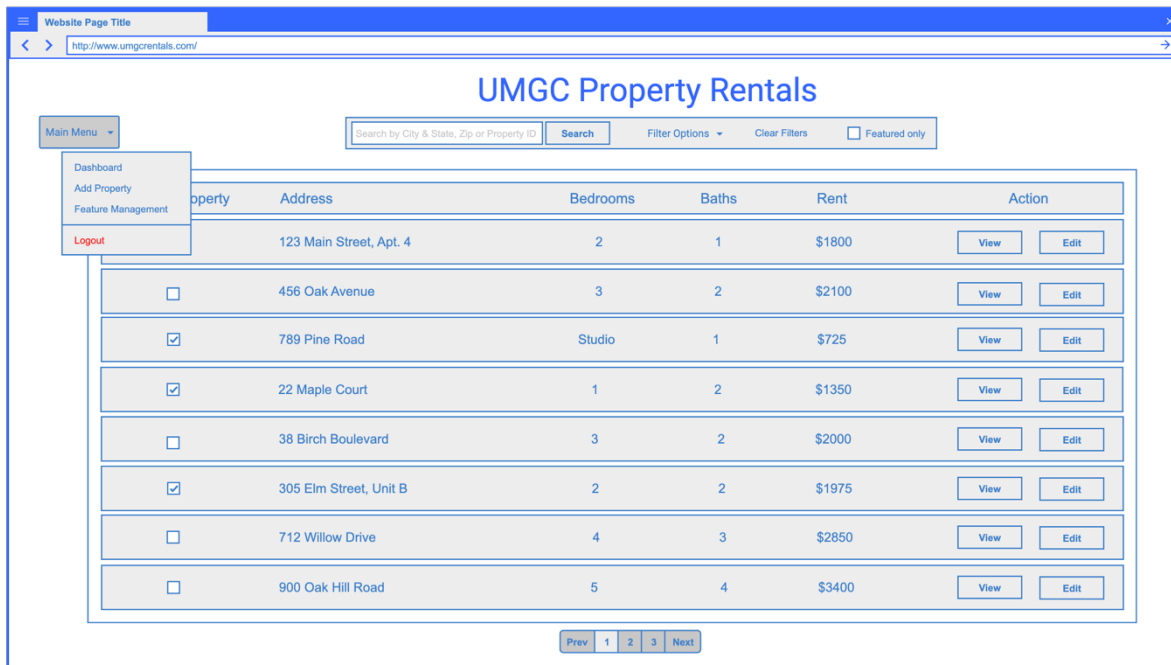 Website Page Title
http://www.umgcrentals.com/
UMGC Property Rentals
Main Menu
Search by City & State, Zip or Property ID Search Filter Options Clear Filters Featured only
Dashboard
Add Property
Feature Management
Logout
Address Bedrooms Baths Rent Action
123 Main Street, Apt. 4 2 1 $1800 View Edit
456 Oak Avenue 3 2 $2100 View Edit
789 Pine Road Studio 1 $725 View Edit
22 Maple Court 1 2 $1350 View Edit
38 Birch Boulevard 3 2 $2000 View Edit
305 Elm Street, Unit B 2 2 $1975 View Edit
712 Willow Drive 4 3 $2850 View Edit
900 Oak Hill Road 5 4 $3400 View Edit
Prev 1 2 3 Next